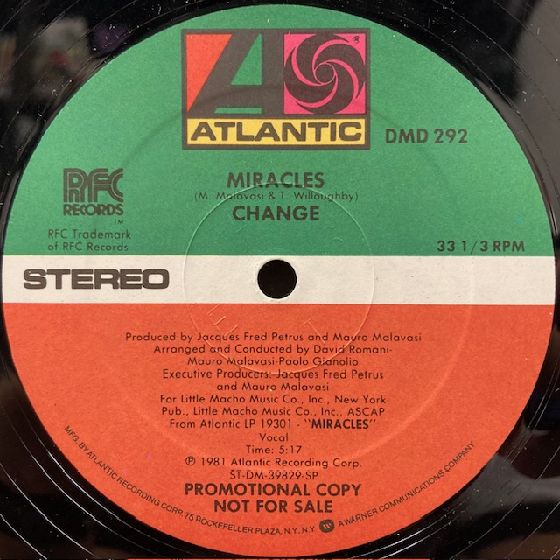 ATLANTIC
DMD 292
MIRACLES
(M. Malavasi & T. Willoughby)
CHANGE
RFC
RECORDS
TM
RFC Trademark
of RFC Records
33 1/3 RPM
STEREO
Produced by Jacques Fred Petrus and Mauro Malavasi
Arranged and Conducted by David Romani-
Mauro Malavasi-Paolo Gianolio
Executive Producers: Jacques Fred Petrus
and Mauro Malavasi
For Little Macho Music Co., Inc., New York
Pub., Little Macho Music Co., Inc., ASCAP
From Atlantic LP 19301 - "MIRACLES"
Vocal
Time: 5:17
℗ 1981 Atlantic Recording Corp.
ST-DM-39829-SP
PROMOTIONAL COPY
NOT FOR SALE
MFG. BY ATLANTIC RECORDING CORP., 75 ROCKEFELLER PLAZA, N.Y., N.Y. A WARNER COMMUNICATIONS COMPANY